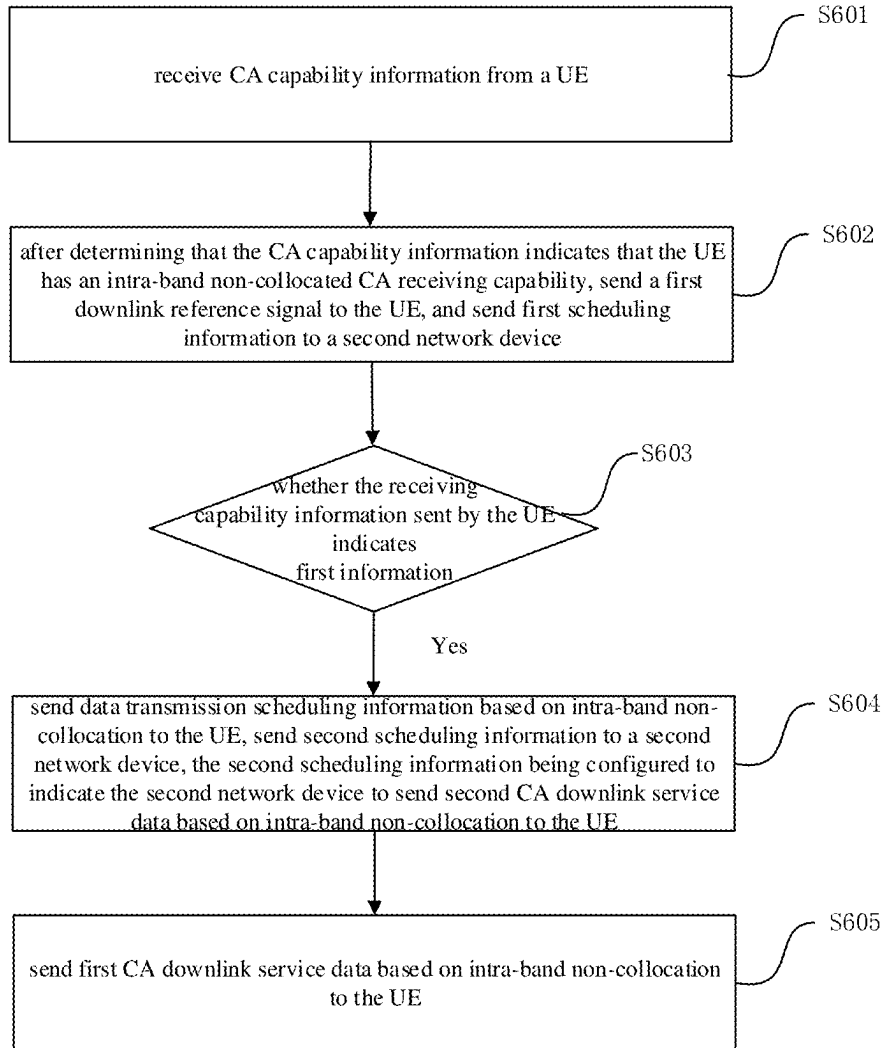 S601
receive CA capability information from a UE
S602
after determining that the CA capability information indicates that the UE
has an intra-band non-collocated CA receiving capability, send a first
downlink reference signal to the UE, and send first scheduling
information to a second network device
S603
whether the receiving
capability information sent by the UE
indicates
first information
Yes
S604
send data transmission scheduling information based on intra-band non-
collocation to the UE, send second scheduling information to a second
network device, the second scheduling information being configured to
indicate the second network device to send second CA downlink service
data based on intra-band non-collocation to the UE
S605
send first CA downlink service data based on intra-band non-collocation
to the UE